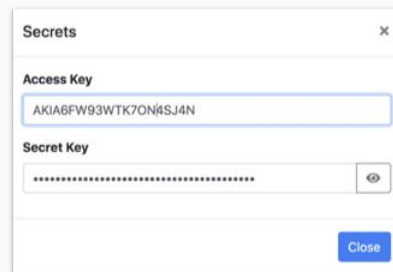 Secrets
×
Access Key
AKIA6FW93WTK7ON4SJ4N
Secret Key
••••••••••••••••••••••••••••••••••••••••
Close